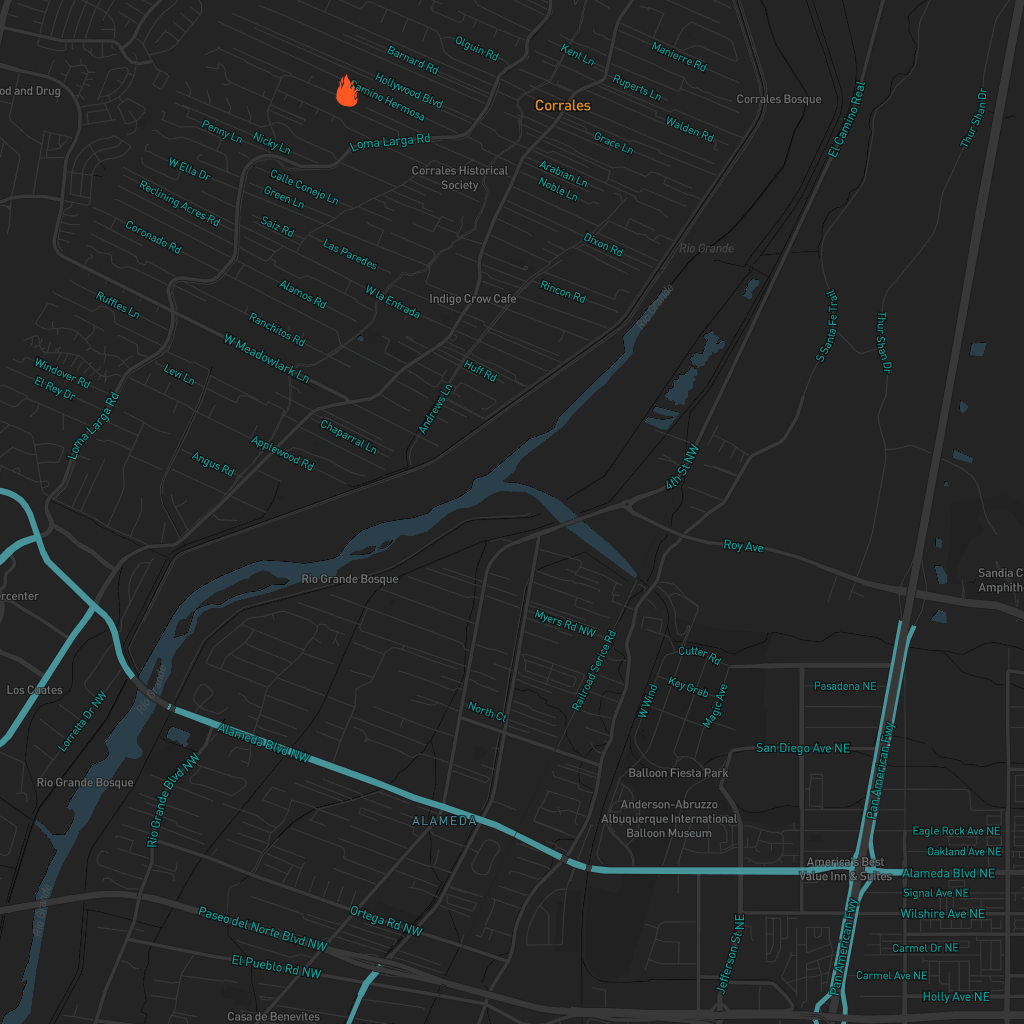 Olguin Rd
Kent Ln
Manierre Rd
Barnard Rd
od and Drug
Hollywood Blvd
Camino Hermosa
Ruperts Ln
Corrales
Corrales Bosque
El Camino Real
Thur Shan Dr
Penny Ln
Nicky Ln
Loma Larga Rd
Walden Rd
Grace Ln
W Ella Dr
Corrales Historical
Society
Arabian Ln
Noble Ln
Calle Conejo Ln
Green Ln
Reclining Acres Rd
Saiz Rd
Coronado Rd
Las Paredes
Dixon Rd
Rio Grande
Alamos Rd
W la Entrada
Indigo Crow Cafe
Rincon Rd
Rio Grande
Ruffles Ln
Ranchitos Rd
S Santa Fe Trail
Thur Shan Dr
W Meadowlark Ln
Windover Rd
El Rey Dr
Levi Ln
Huff Rd
Andrews Ln
Loma Larga Rd
Chaparral Ln
Applewood Rd
Angus Rd
4th St NW
Roy Ave
Rio Grande Bosque
Sandia C
Amphithe
ercenter
Myers Rd NW
Railroad Serice Rd
Cutter Rd
Key Grab
Magic Ave
W Wind
Pasadena NE
Los Cuates
Rio Grande
Lorretta Dr NW
North Ct
Alameda Blvd NW
San Diego Ave NE
Pan American Fwy
Rio Grande Bosque
Rio Grande Blvd NW
Balloon Fiesta Park
Anderson-Abruzzo
Albuquerque International
Balloon Museum
ALAMEDA
Eagle Rock Ave NE
Oakland Ave NE
America's Best
Value Inn & Suites
Alameda Blvd NE
Signal Ave NE
Wilshire Ave NE
Rio Grande
Paseo del Norte Blvd NW
Ortega Rd NW
Pan American Fwy
Jefferson St NE
Carmel Dr NE
El Pueblo Rd NW
Carmel Ave NE
Holly Ave NE
Casa de Benevites